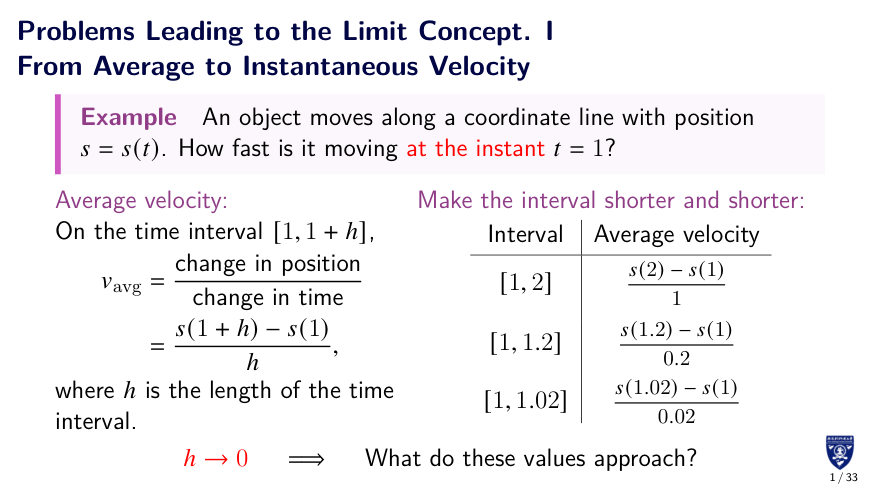 Problems Leading to the Limit Concept. I
From Average to Instantaneous Velocity
Example An object moves along a coordinate line with position
s = s(t). How fast is it moving at the instant t = 1?
Average velocity:
On the time interval [1, 1 + h],
v_avg = change in position / change in time
= s(1 + h) − s(1) / h,
where h is the length of the time
interval.
Make the interval shorter and shorter:
Interval Average velocity
[1, 2] s(2) − s(1) / 1
[1, 1.2] s(1.2) − s(1) / 0.2
[1, 1.02] s(1.02) − s(1) / 0.02
h → 0 ⟹ What do these values approach?
1 / 33